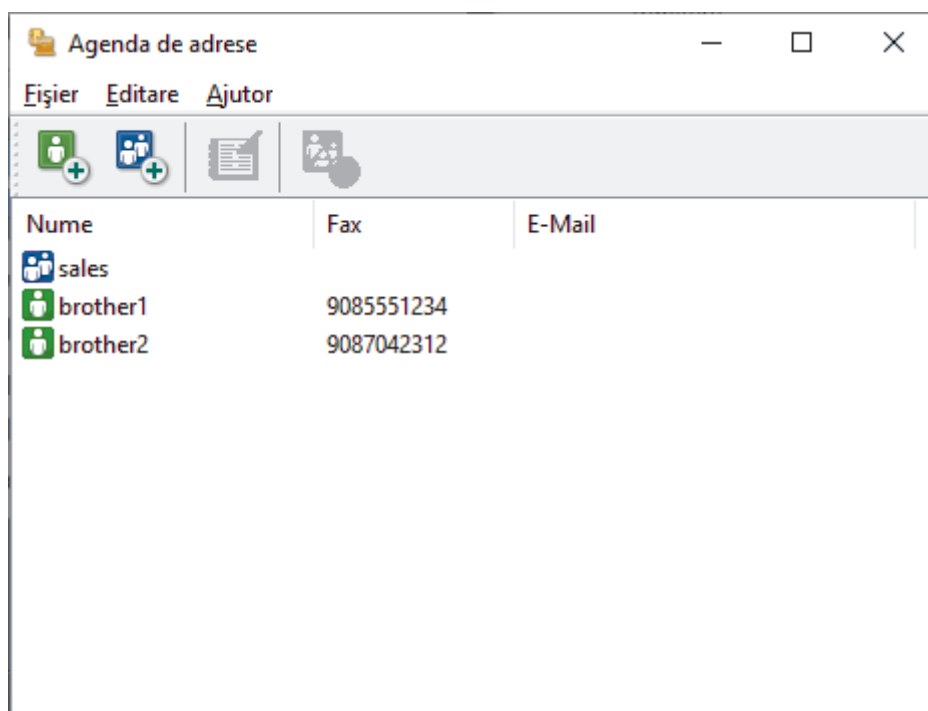 Agenda de adrese
Fişier Editare Ajutor
Nume Fax E-Mail
sales
brother1 9085551234
brother2 9087042312